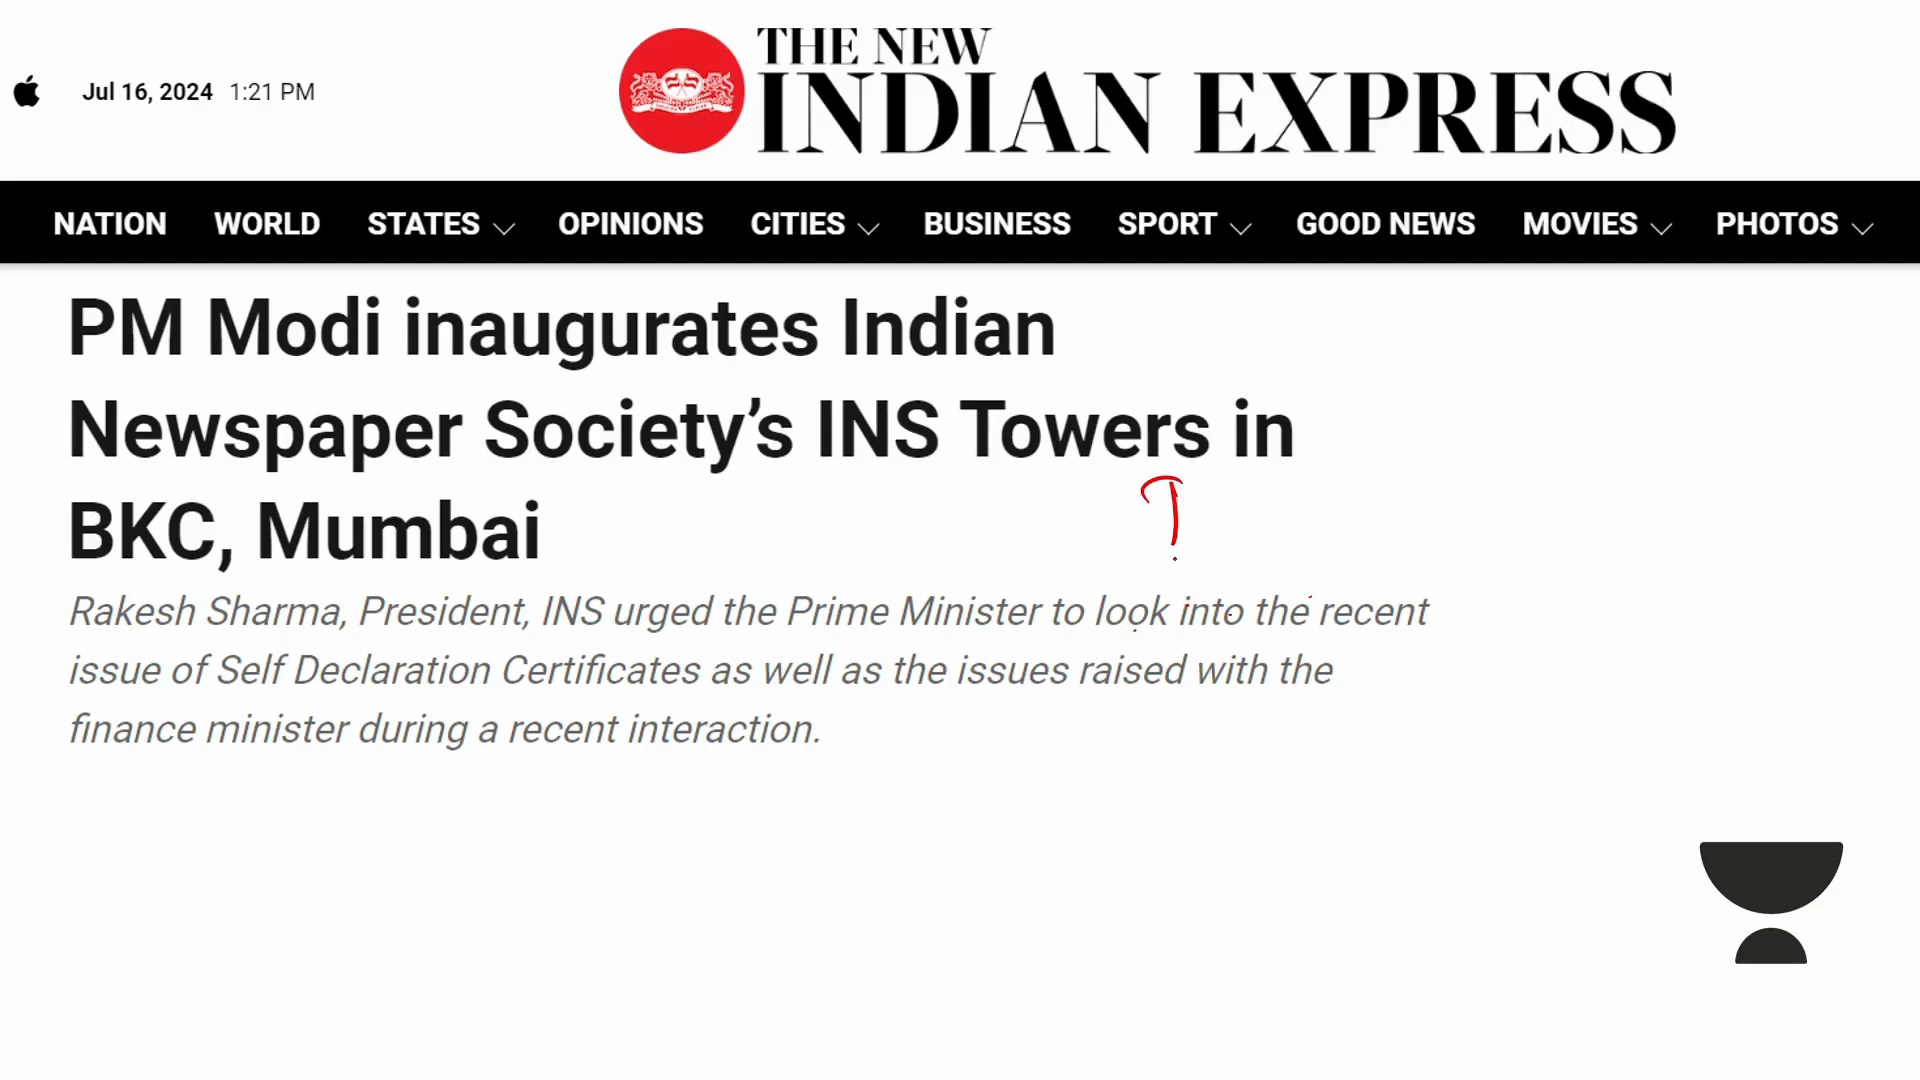 Jul 16, 2024 1:21 PM
THE NEW
INDIAN EXPRESS
NATION WORLD STATES OPINIONS CITIES BUSINESS SPORT GOOD NEWS MOVIES PHOTOS
PM Modi inaugurates Indian
Newspaper Society’s INS Towers in
BKC, Mumbai
Rakesh Sharma, President, INS urged the Prime Minister to look into the recent
issue of Self Declaration Certificates as well as the issues raised with the
finance minister during a recent interaction.